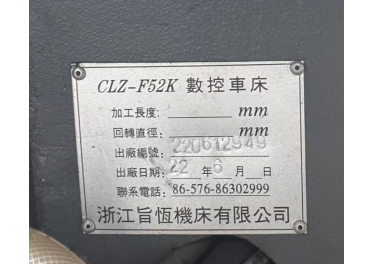 CLZ-F52K 數控車床
加工長度: mm
回轉直徑: mm
出廠編號: 220612949
出廠日期: 22 年 6 月 日
聯系電話: 86-576-86302999
浙江旨恆機床有限公司